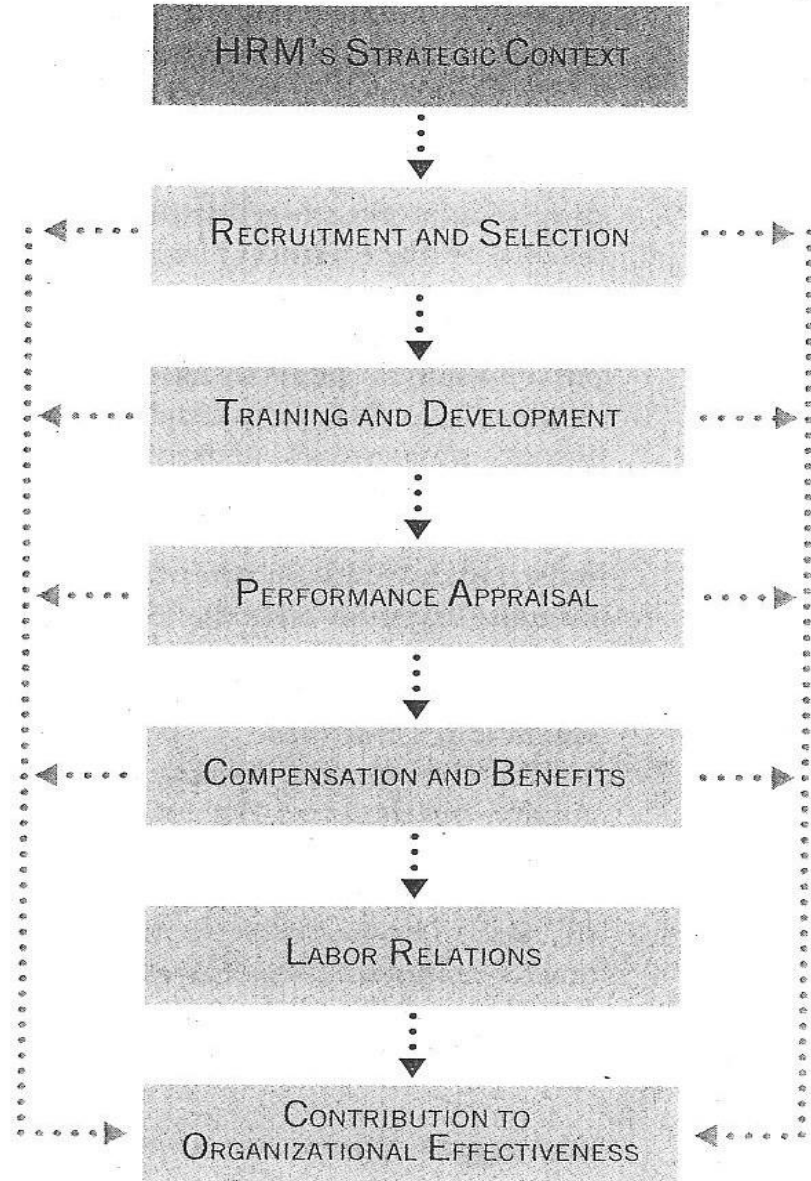 HRM's Strategic Context
Recruitment and Selection
Training and Development
Performance Appraisal
Compensation and Benefits
Labor Relations
Contribution to
Organizational Effectiveness